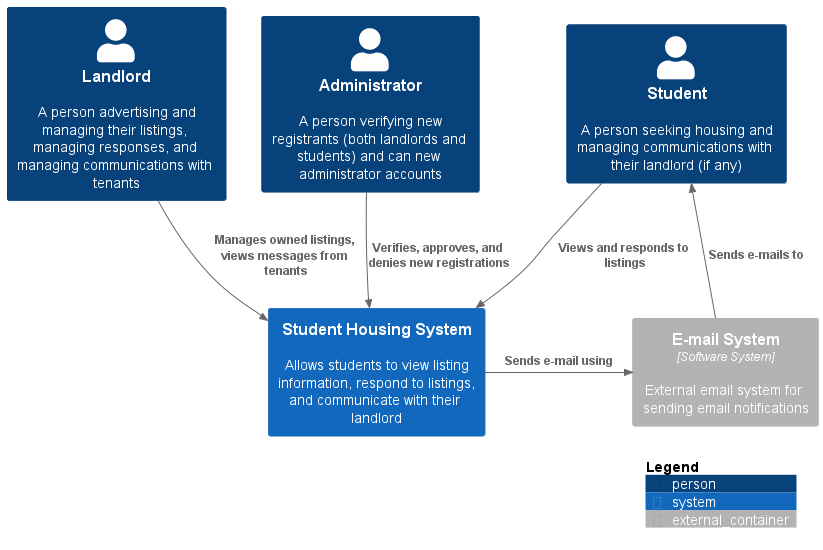 Landlord
A person advertising and
managing their listings,
managing responses, and
managing communications with
tenants
Administrator
A person verifying new
registrants (both landlords and
students) and can new
administrator accounts
Student
A person seeking housing and
managing communications with
their landlord (if any)
Manages owned listings,
views messages from
tenants
Verifies, approves, and
denies new registrations
Views and responds to
listings
Sends e-mails to
Student Housing System
Allows students to view listing
information, respond to listings,
and communicate with their
landlord
Sends e-mail using
E-mail System
[Software System]
External email system for
sending email notifications
Legend
person
system
external_container